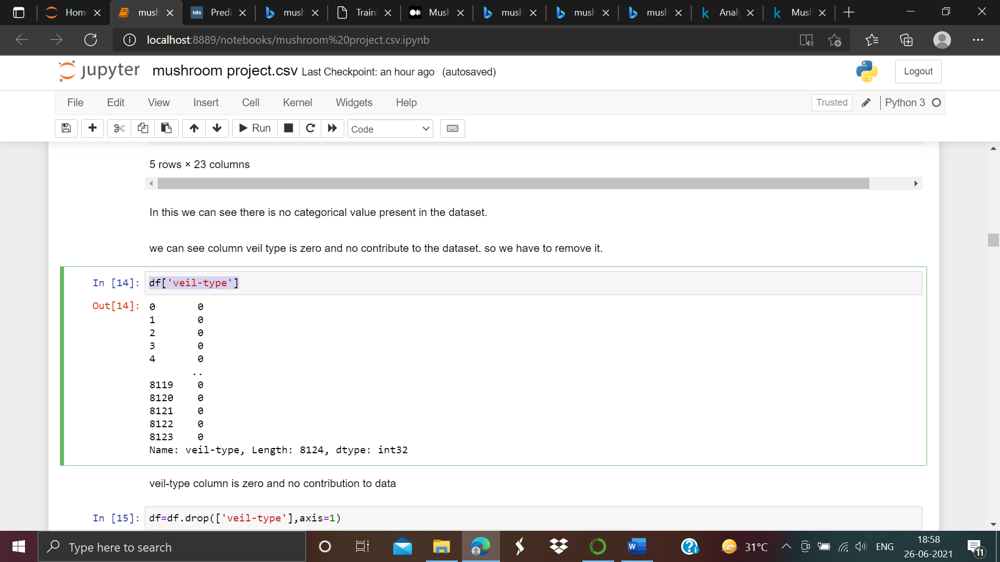 Hom
mush
tds Predi
mush
Traini
Mush
mush
mush
mush
k Analy
k Mush
localhost:8889/notebooks/mushroom%20project.csv.ipynb
jupyter mushroom project.csv Last Checkpoint: an hour ago (autosaved)
Logout
File Edit View Insert Cell Kernel Widgets Help
Trusted Python 3
Run Code
5 rows × 23 columns
In this we can see there is no categorical value present in the dataset.
we can see column veil type is zero and no contribute to the dataset. so we have to remove it.
In [14]: df['veil-type']
Out[14]: 0 0
1 0
2 0
3 0
4 0
..
8119 0
8120 0
8121 0
8122 0
8123 0
Name: veil-type, Length: 8124, dtype: int32
veil-type column is zero and no contribution to data
In [15]: df=df.drop(['veil-type'],axis=1)
Type here to search
31°C
ENG
18:58
26-06-2021
11